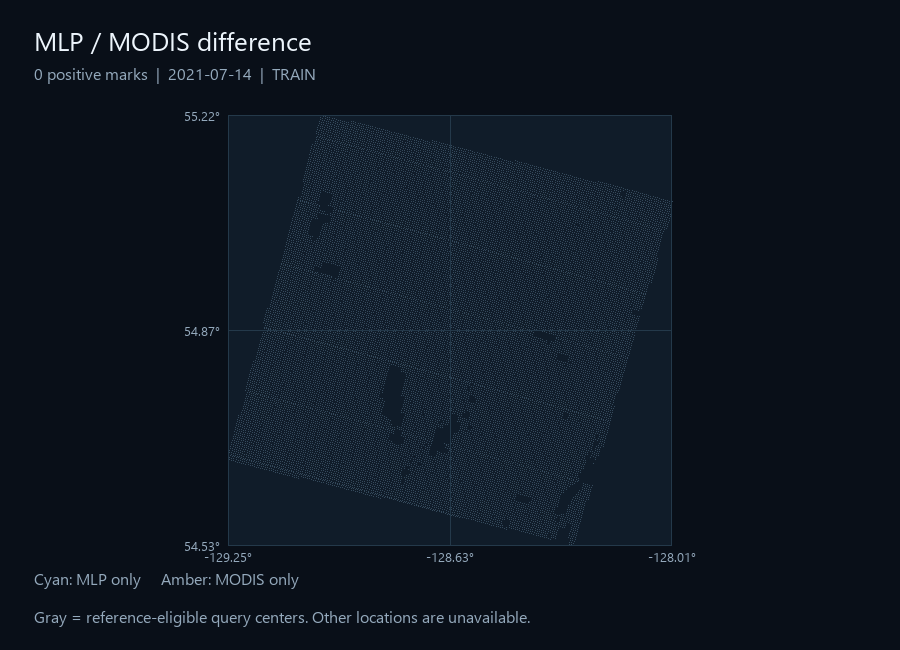 MLP / MODIS difference
0 positive marks | 2021-07-14 | TRAIN
55.22°
54.87°
54.53°
-129.25° -128.63° -128.01°
Cyan: MLP only Amber: MODIS only
Gray = reference-eligible query centers. Other locations are unavailable.